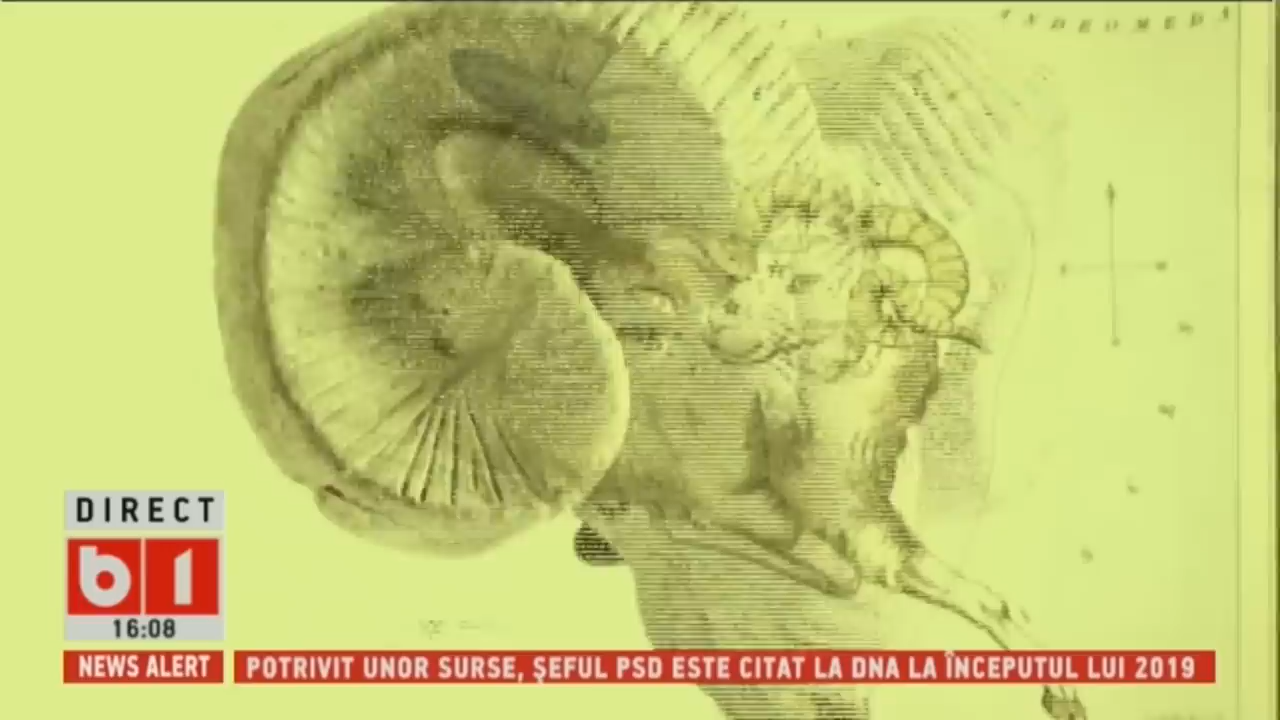 ANDROMEDA
DIRECT
b1
16:08
NEWS ALERT
POTRIVIT UNOR SURSE, ŞEFUL PSD ESTE CITAT LA DNA LA ÎNCEPUTUL LUI 2019